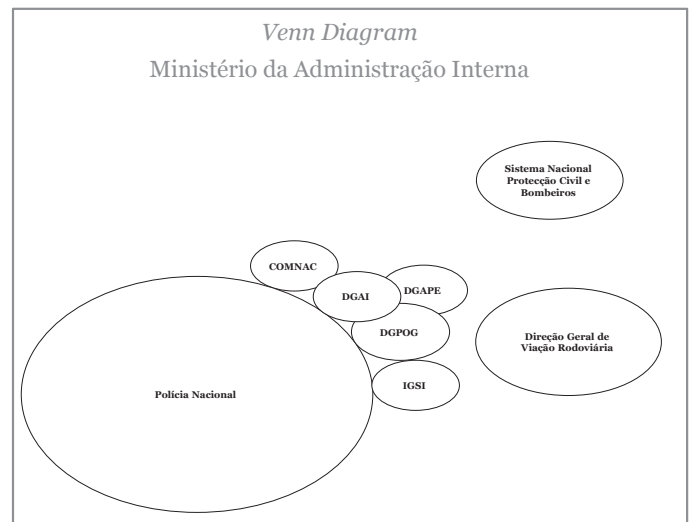 Venn Diagram
Ministério da Administração Interna
Sistema Nacional
Protecção Civil e
Bombeiros
COMNAC
DGAI
DGAPE
DGPOG
Direção Geral de
Viação Rodoviária
IGSI
Polícia Nacional